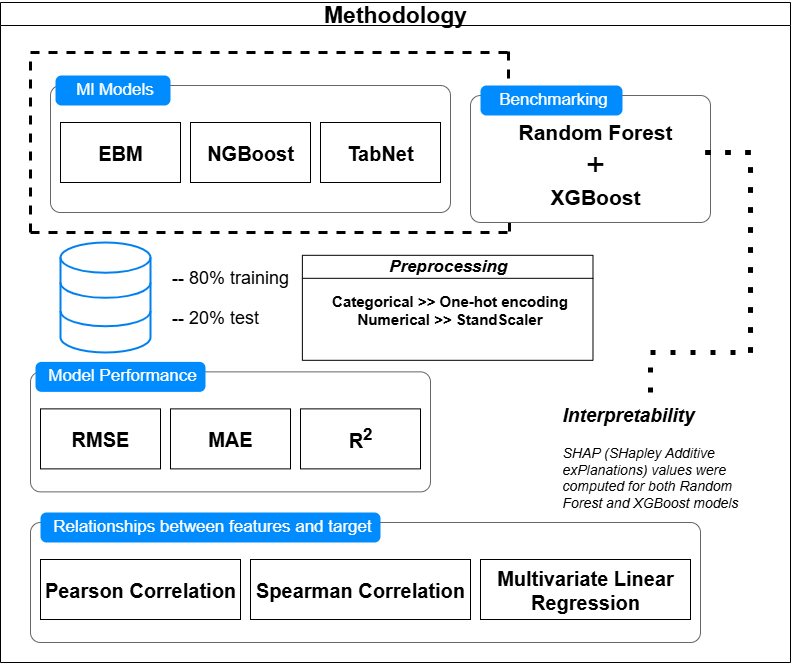 Methodology
MI Models
Benchmarking
EBM
NGBoost
TabNet
Random Forest
+
XGBoost
-- 80% training
-- 20% test
Preprocessing
Categorical >> One-hot encoding
Numerical >> StandScaler
Model Performance
RMSE
MAE
R²
Interpretability
SHAP (SHapley Additive
exPlanations) values were
computed for both Random
Forest and XGBoost models
Relationships between features and target
Pearson Correlation
Spearman Correlation
Multivariate Linear
Regression